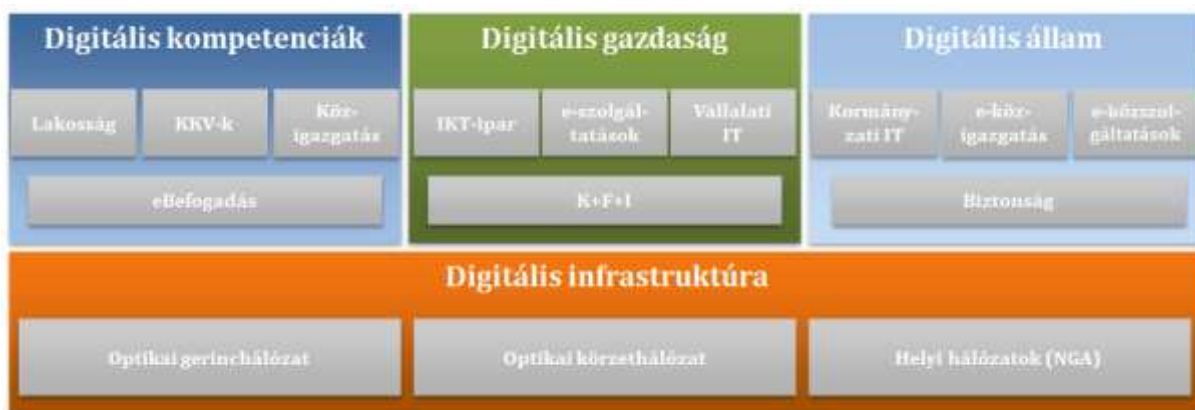 Digitális kompetenciák
Lakosság
KKV-k
Köz-
igazgatás
eBefogadás
Digitális gazdaság
IKT-ipar
e-szolgál-
tatások
Vállalati
IT
K+F+I
Digitális állam
Kormány-
zati IT
e-köz-
igazgatás
e-közszol-
gáltatások
Biztonság
Digitális infrastruktúra
Optikai gerinchálózat
Optikai körzethálózat
Helyi hálózatok (NGA)